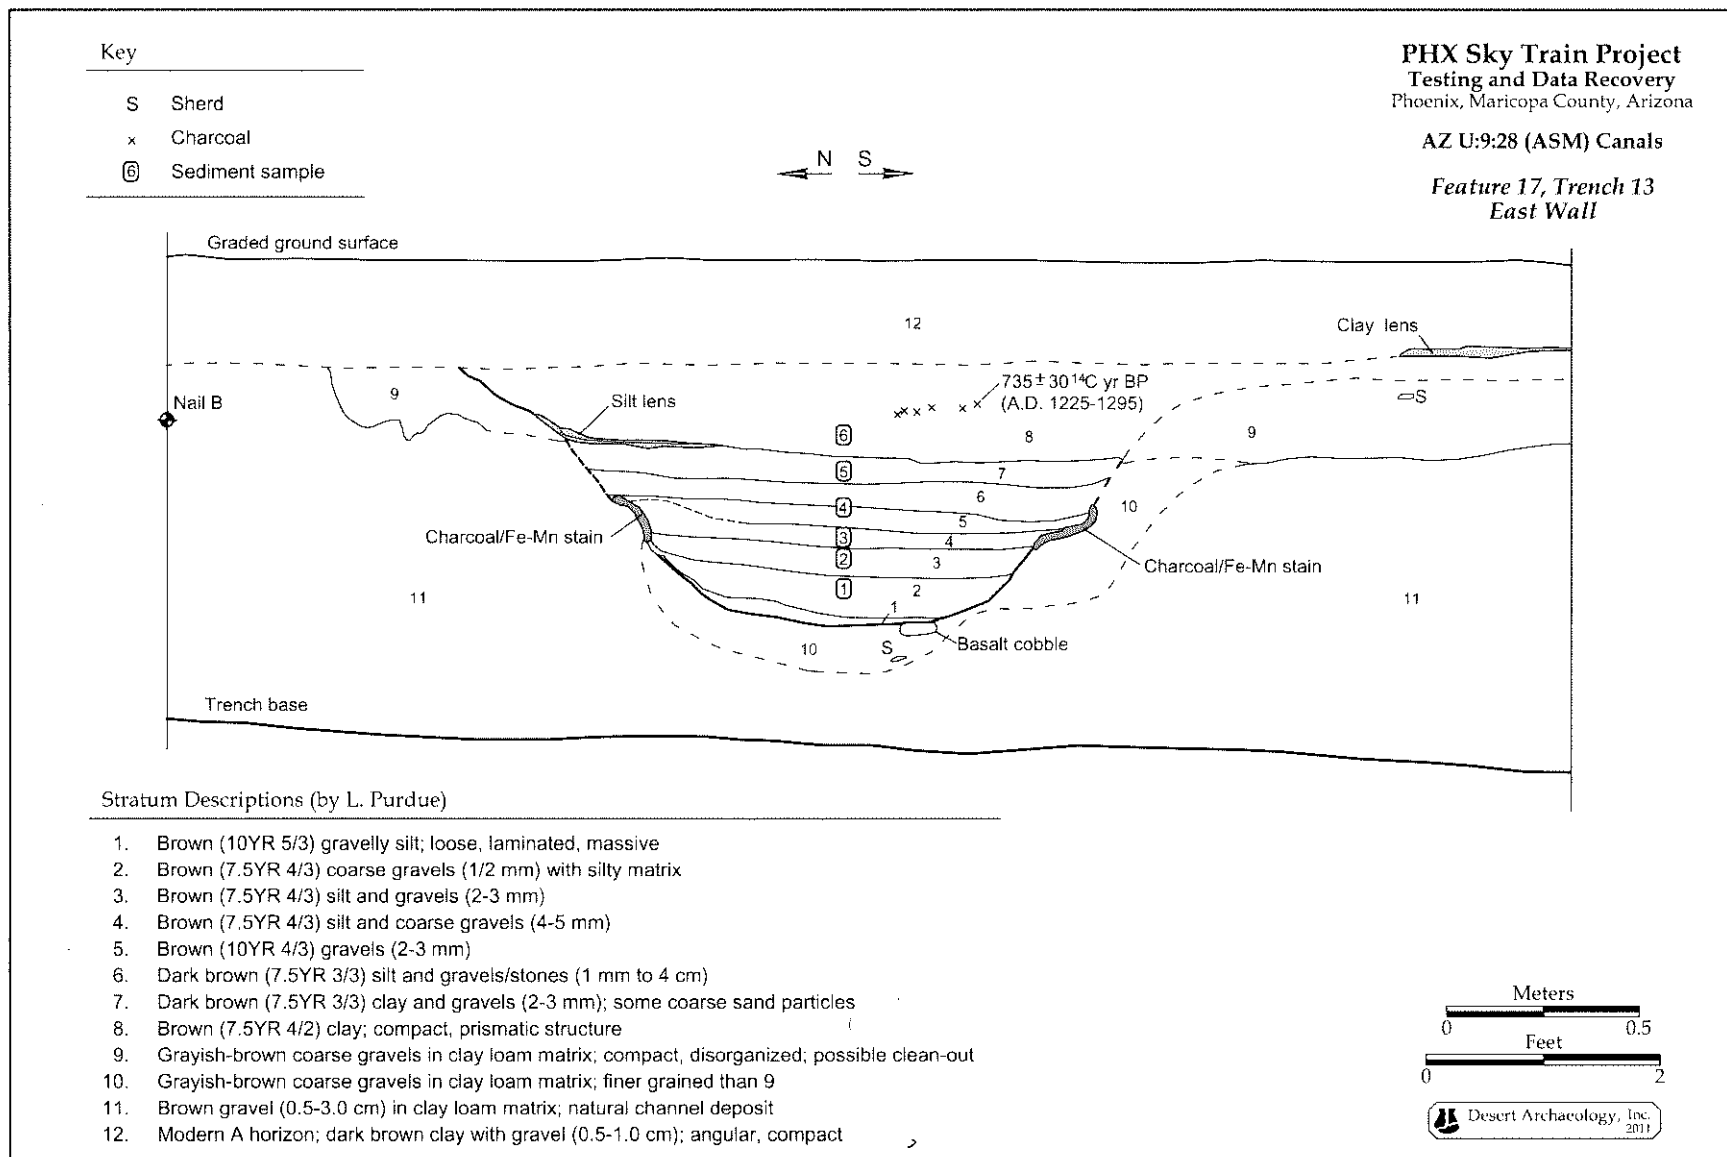 Key
S Sherd
× Charcoal
6 Sediment sample
PHX Sky Train Project
Testing and Data Recovery
Phoenix, Maricopa County, Arizona
AZ U:9:28 (ASM) Canals
Feature 17, Trench 13
East Wall
N S
Graded ground surface
12
Clay lens
735±30 14C yr BP
(A.D. 1225-1295)
9
Nail B
Silt lens
S
6
8
9
5
7
6
4
10
5
Charcoal/Fe-Mn stain
3
4
2
3
Charcoal/Fe-Mn stain
1
2
11
1
11
10
S
Basalt cobble
Trench base
Stratum Descriptions (by L. Purdue)
1. Brown (10YR 5/3) gravelly silt; loose, laminated, massive
2. Brown (7.5YR 4/3) coarse gravels (1/2 mm) with silty matrix
3. Brown (7.5YR 4/3) silt and gravels (2-3 mm)
4. Brown (7.5YR 4/3) silt and coarse gravels (4-5 mm)
5. Brown (10YR 4/3) gravels (2-3 mm)
6. Dark brown (7.5YR 3/3) silt and gravels/stones (1 mm to 4 cm)
7. Dark brown (7.5YR 3/3) clay and gravels (2-3 mm); some coarse sand particles
8. Brown (7.5YR 4/2) clay; compact, prismatic structure
9. Grayish-brown coarse gravels in clay loam matrix; compact, disorganized; possible clean-out
10. Grayish-brown coarse gravels in clay loam matrix; finer grained than 9
11. Brown gravel (0.5-3.0 cm) in clay loam matrix; natural channel deposit
12. Modern A horizon; dark brown clay with gravel (0.5-1.0 cm); angular, compact
Meters
0 0.5
Feet
0 2
Desert Archaeology, Inc.
2011